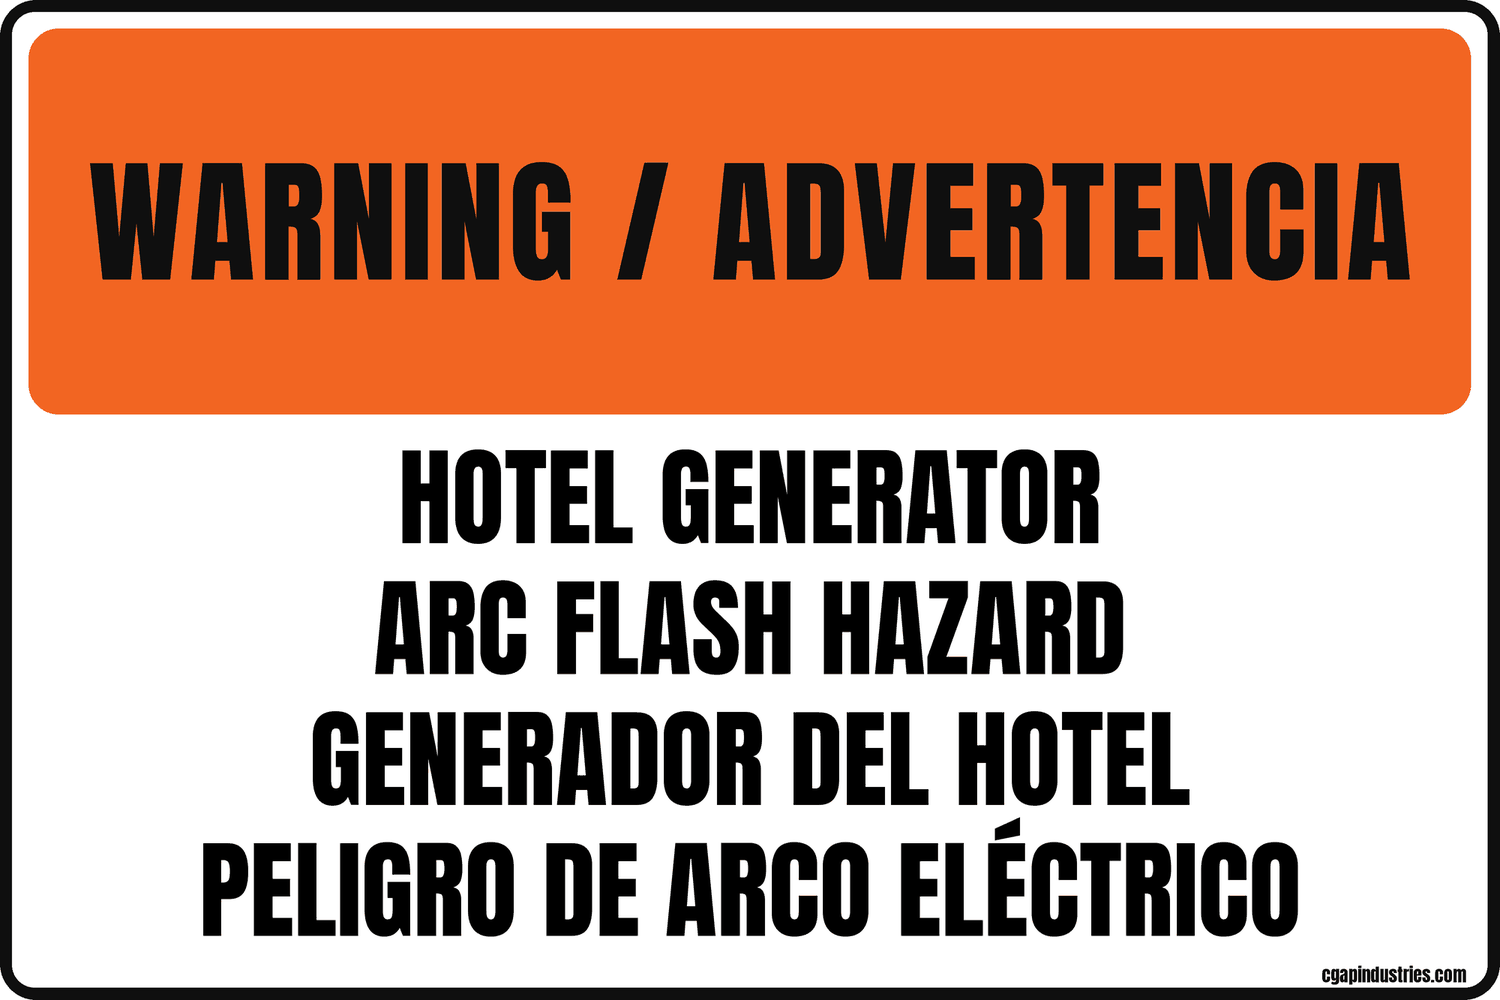 WARNING / ADVERTENCIA
HOTEL GENERATOR
ARC FLASH HAZARD
GENERADOR DEL HOTEL
PELIGRO DE ARCO ELÉCTRICO
cgapindustries.com